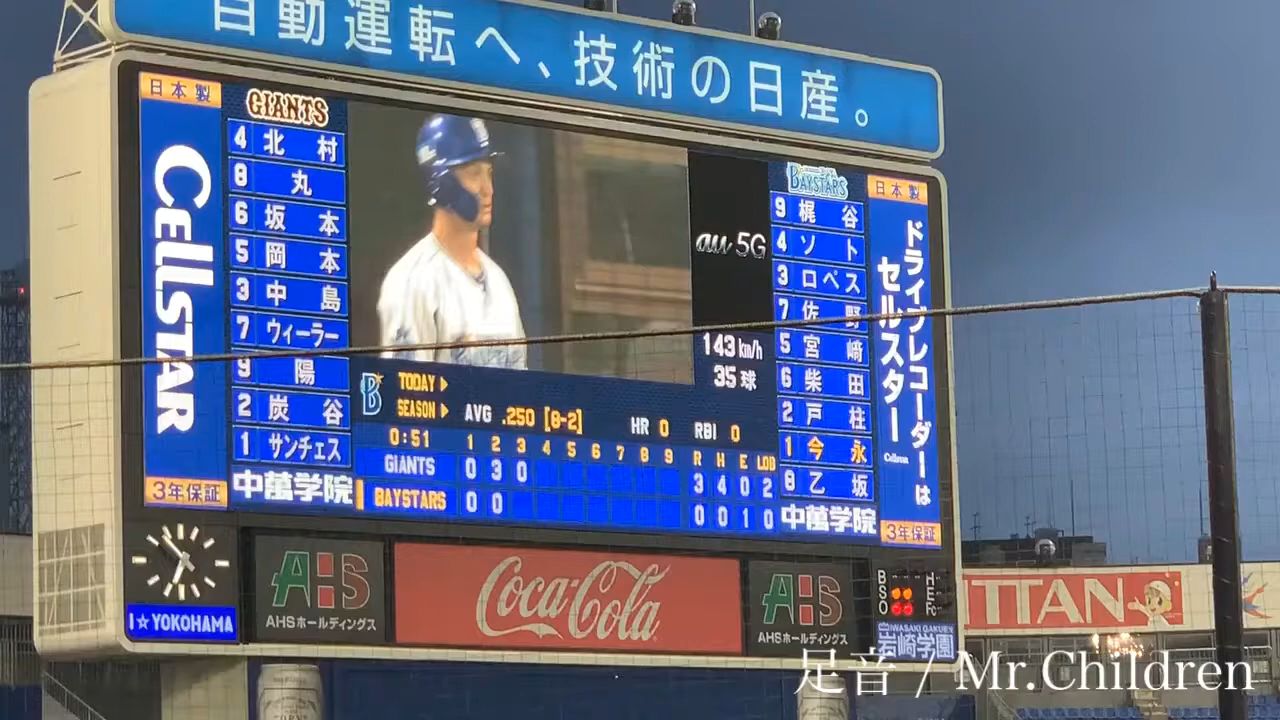 自動運転へ、技術の日産。
日本製
CELLSTAR
3年保証
GIANTS
4 北村
8 丸
6 坂本
5 岡本
3 中島
7 ウィーラー
9 陽
2 炭谷
1 サンチェス
中萬学院
au 5G
143 km/h
35 球
B
TODAY
SEASON AVG .250 [8-2] HR 0 RBI 0
0:51 1 2 3 4 5 6 7 8 9 R H E LOB
GIANTS 0 3 0 3 4 0 2
BAYSTARS 0 0 0 0 1 0
BAYSTARS
9 梶谷
4 ソト
3 ロペス
7 佐野
5 宮﨑
6 柴田
2 戸柱
1 今永
8 乙坂
中萬学院
日本製
ドライブレコーダーは
セルスター
Cellstar
3年保証
I☆YOKOHAMA
AHS
AHSホールディングス
Coca-Cola
AHS
AHSホールディングス
B H
S E
O Fc
IWASAKI GAKUEN
岩崎学園
TITAN
足音 / Mr.Children